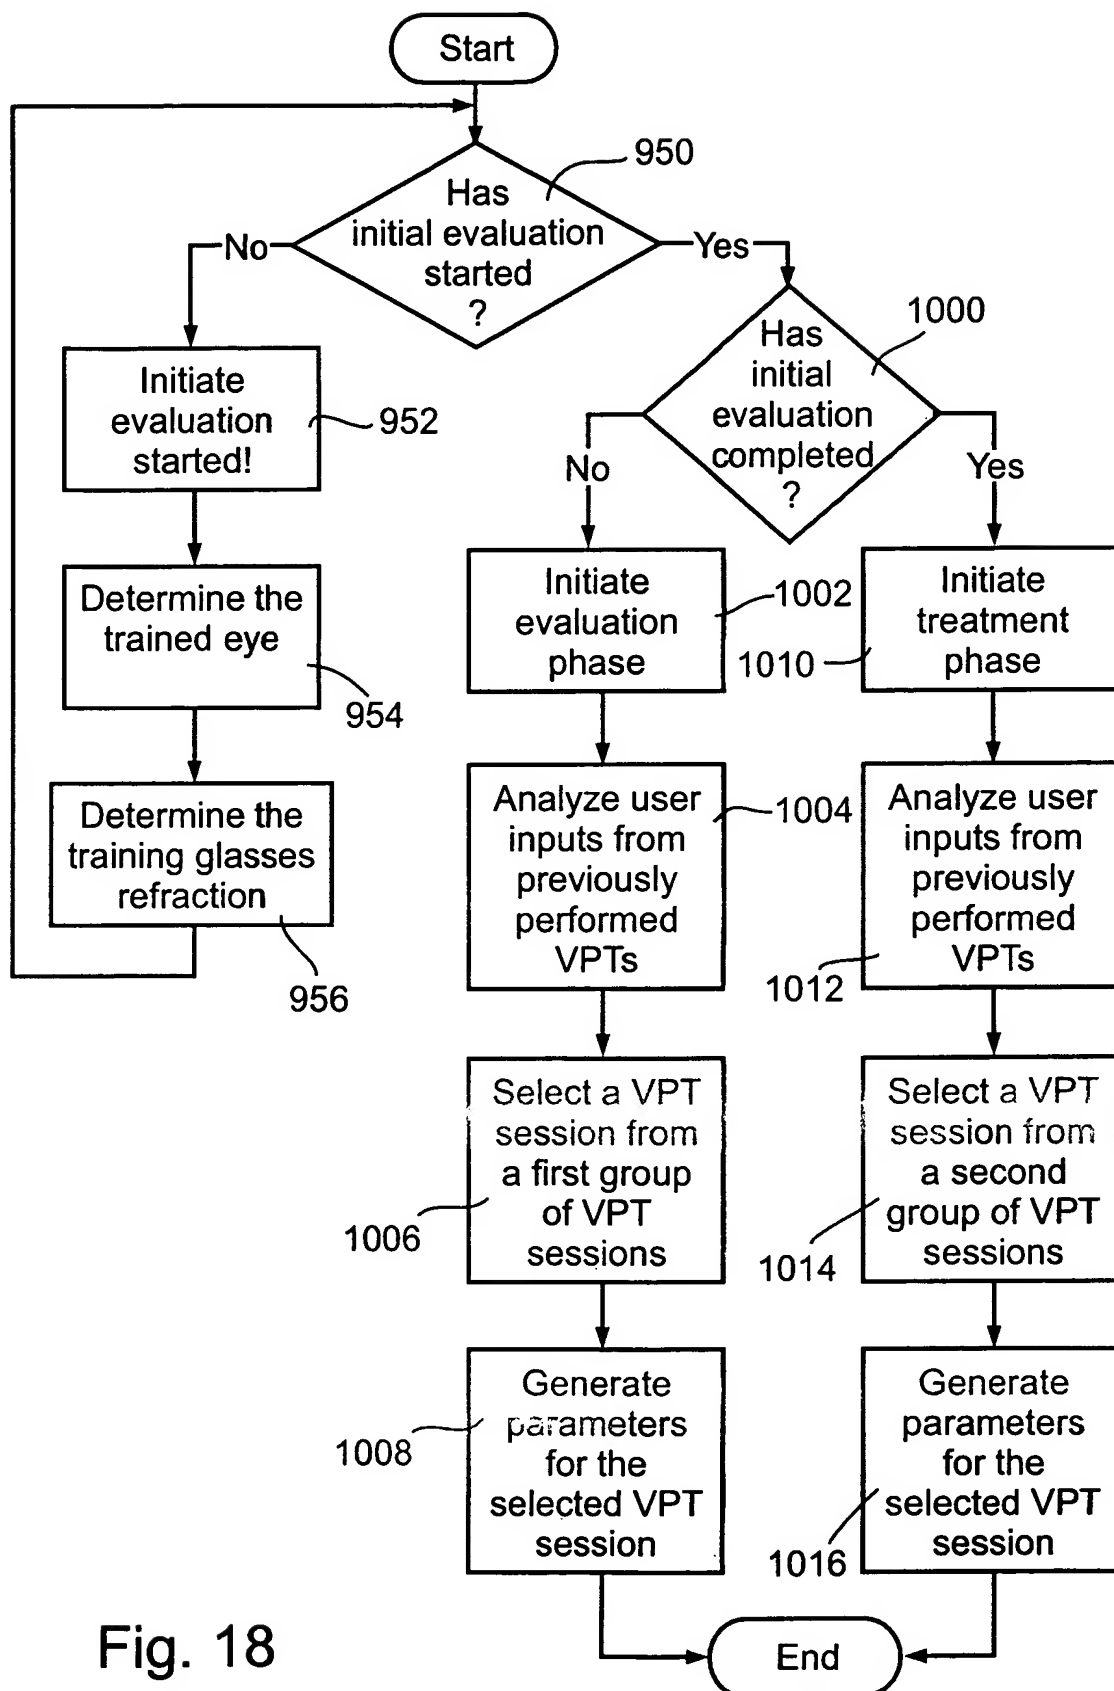 Start
950
Has
initial evaluation
started
?
No
Yes
1000
Has
initial
evaluation
completed
?
No
Yes
Initiate
evaluation
started!
952
Determine the
trained eye
954
Determine the
training glasses
refraction
956
Initiate
evaluation
phase
1002
Initiate
treatment
phase
1010
Analyze user
inputs from
previously
performed
VPTs
1004
Analyze user
inputs from
previously
performed
VPTs
1012
Select a VPT
session from
a first group
of VPT
sessions
1006
Select a VPT
session from
a second
group of VPT
sessions
1014
Generate
parameters
for the
selected VPT
session
1008
Generate
parameters
for the
selected VPT
session
1016
End
Fig. 18